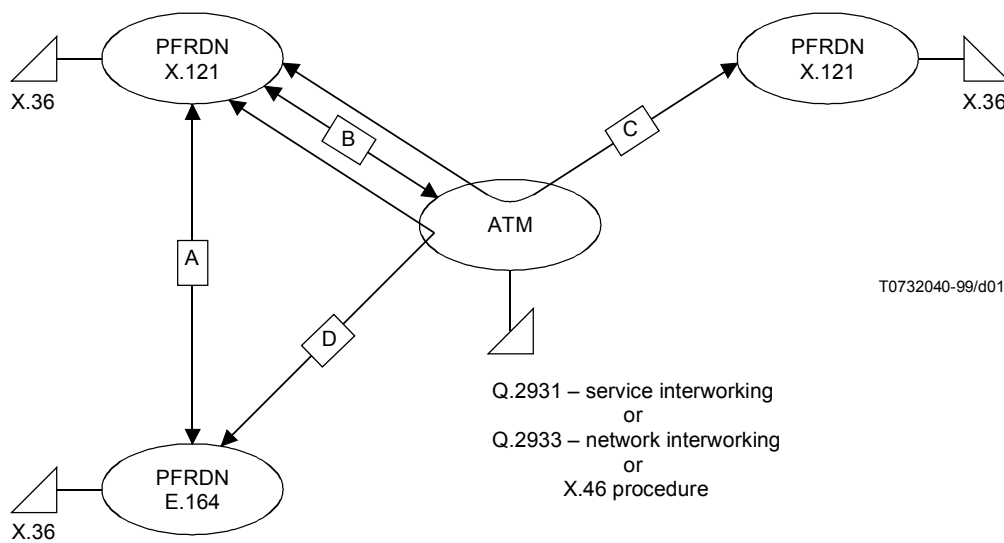 PFRDN
X.121
X.36
PFRDN
X.121
X.36
B
C
ATM
A
T0732040-99/d01
D
Q.2931 – service interworking
or
Q.2933 – network interworking
or
X.46 procedure
PFRDN
E.164
X.36